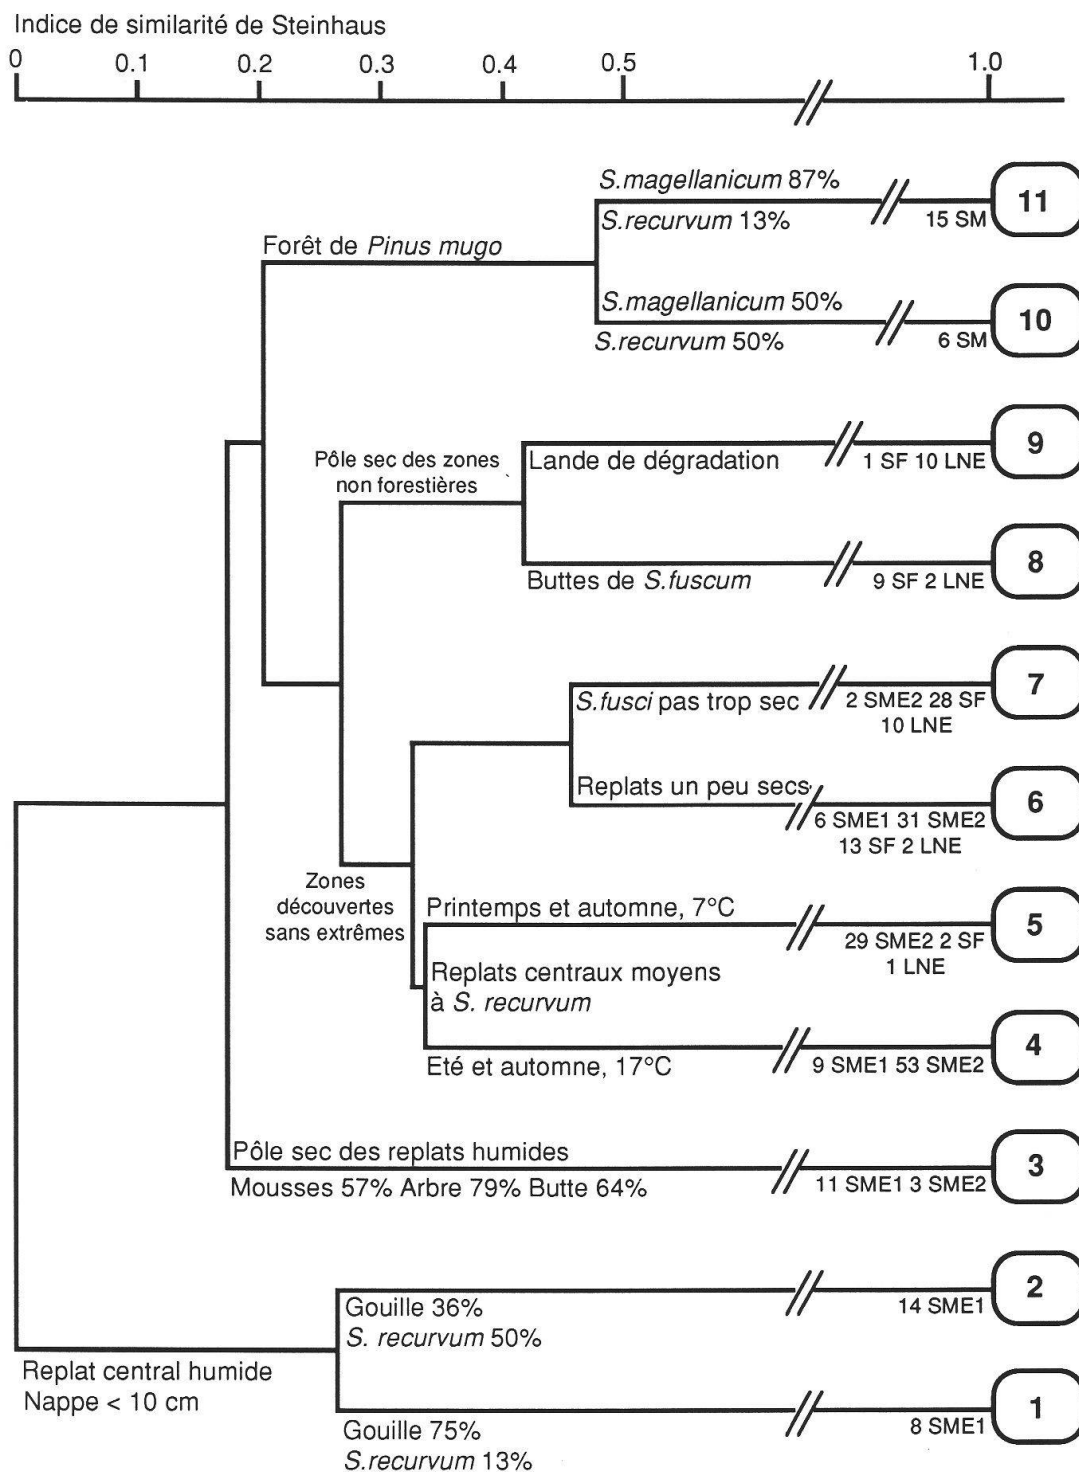 Indice de similarité de Steinhaus
0 0.1 0.2 0.3 0.4 0.5 1.0
S.magellanicum 87%
S.recurvum 13%
15 SM
11
Forêt de Pinus mugo
S.magellanicum 50%
S.recurvum 50%
6 SM
10
Pôle sec des zones
non forestières
Lande de dégradation
1 SF 10 LNE
9
Buttes de S.fuscum
9 SF 2 LNE
8
S.fusci pas trop sec
2 SME2 28 SF
10 LNE
7
Replats un peu secs
6 SME1 31 SME2
13 SF 2 LNE
6
Zones
découvertes
sans extrêmes
Printemps et automne, 7°C
29 SME2 2 SF
1 LNE
5
Replats centraux moyens
à S. recurvum
Eté et automne, 17°C
9 SME1 53 SME2
4
Pôle sec des replats humides
Mousses 57% Arbre 79% Butte 64%
11 SME1 3 SME2
3
Gouille 36%
S. recurvum 50%
14 SME1
2
Replat central humide
Nappe < 10 cm
Gouille 75%
S.recurvum 13%
8 SME1
1